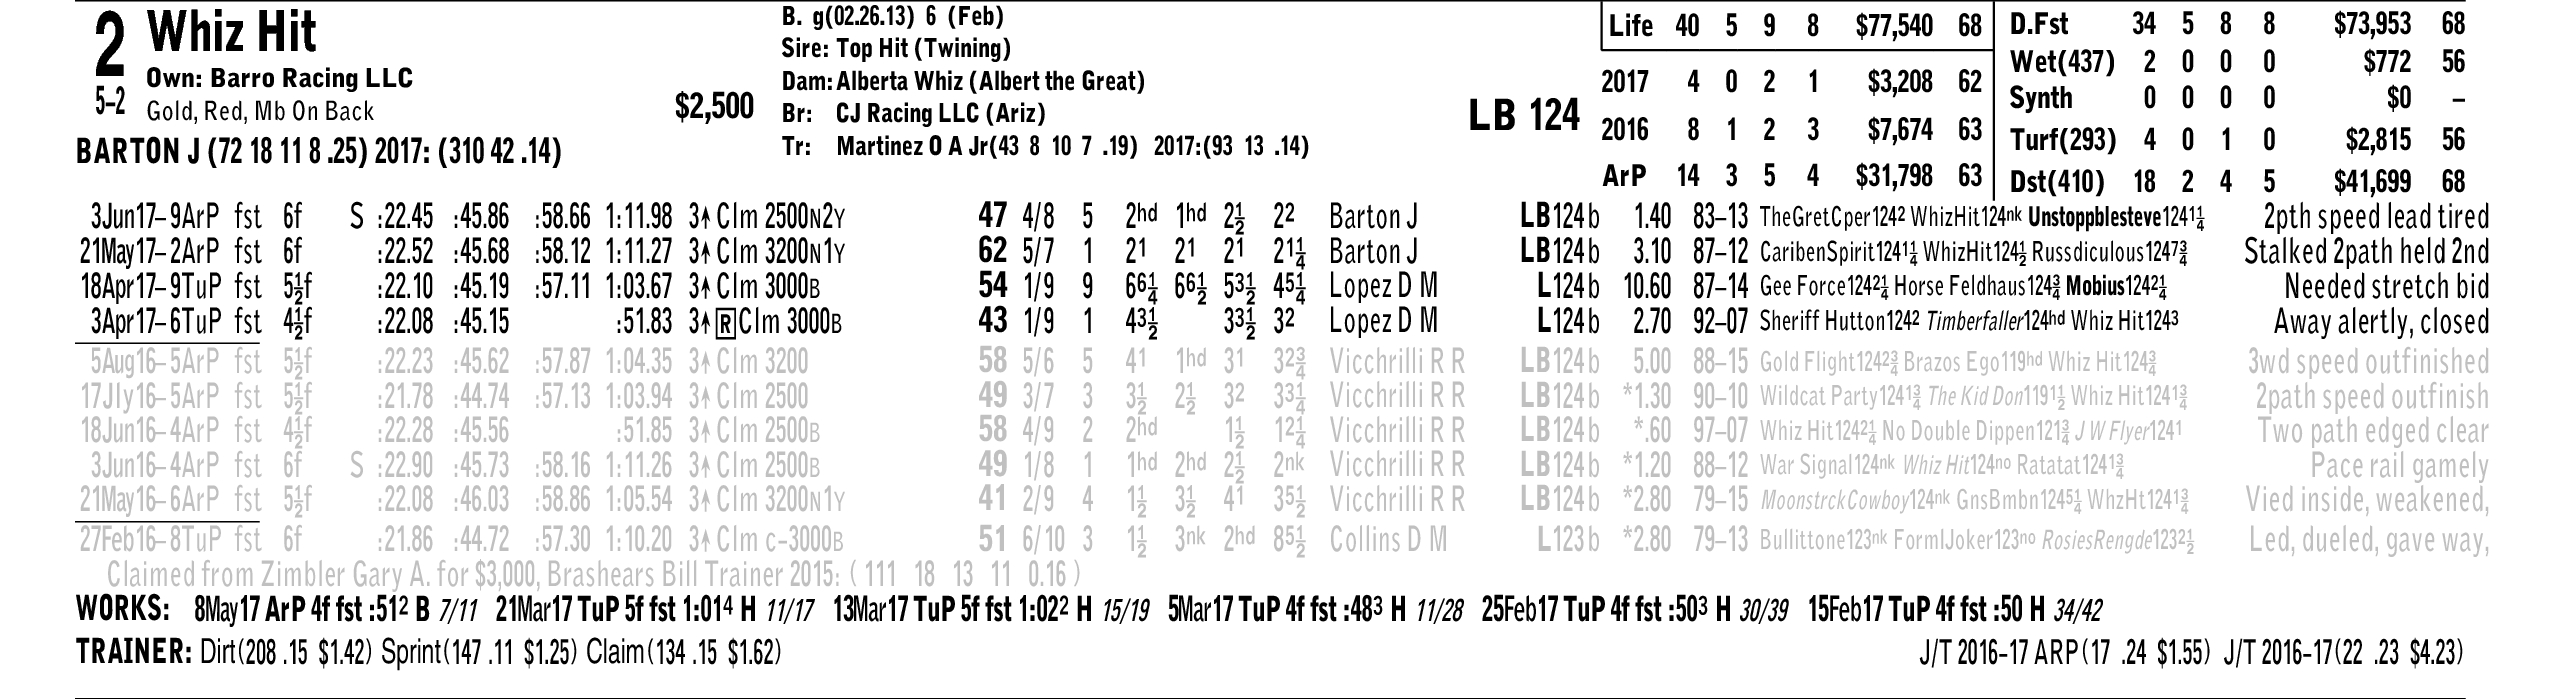 2 Whiz Hit
Own: Barro Racing LLC
5–2 Gold, Red, Mb On Back $2,500
BARTON J (72 18 11 8 .25) 2017: (310 42 .14)
B. g(02.26.13) 6 (Feb)
Sire: Top Hit (Twining)
Dam: Alberta Whiz (Albert the Great)
Br: CJ Racing LLC (Ariz)
Tr: Martinez O A Jr(43 8 10 7 .19) 2017:(93 13 .14)
LB 124
Life 40 5 9 8 $77,540 68
2017 4 0 2 1 $3,208 62
2016 8 1 2 3 $7,674 63
ArP 14 3 5 4 $31,798 63
D.Fst 34 5 8 8 $73,953 68
Wet(437) 2 0 0 0 $772 56
Synth 0 0 0 0 $0 –
Turf(293) 4 0 1 0 $2,815 56
Dst(410) 18 2 4 5 $41,699 68
3Jun17–9ArP fst 6f S :22.45 :45.86 :58.66 1:11.98 3↑ Clm 2500N2Y 47 4/8 5 2hd 1hd 2½ 2² Barton J LB124b 1.40 83–13 TheGretCper124² WhizHit124nk Unstoppblesteve1241¼ 2pth speed lead tired
21May17–2ArP fst 6f :22.52 :45.68 :58.12 1:11.27 3↑ Clm 3200N1Y 62 5/7 1 2¹ 2¹ 2¹ 21¼ Barton J LB124b 3.10 87–12 CaribenSpirit1241¼ WhizHit124½ Russdiculous1247¾ Stalked 2path held 2nd
18Apr17–9TuP fst 5½f :22.10 :45.19 :57.11 1:03.67 3↑ Clm 3000B 54 1/9 9 66¼ 66½ 53½ 45¼ Lopez D M L124b 10.60 87–14 Gee Force1242¼ Horse Feldhaus124¾ Mobius1242¼ Needed stretch bid
3Apr17–6TuP fst 4½f :22.08 :45.15 :51.83 3↑ R Clm 3000B 43 1/9 1 43½ 33½ 3² Lopez D M L124b 2.70 92–07 Sheriff Hutton124² Timberfaller124hd Whiz Hit124³ Away alertly, closed
5Aug16–5ArP fst 5½f :22.23 :45.62 :57.87 1:04.35 3↑ Clm 3200 58 5/6 5 4¹ 1hd 3¹ 32¾ Vicchrilli R R LB124b 5.00 88–15 Gold Flight1242¾ Brazos Ego119hd Whiz Hit124¾ 3wd speed outfinished
17Jly16–5ArP fst 5½f :21.78 :44.74 :57.13 1:03.94 3↑ Clm 2500 49 3/7 3 3½ 2½ 3² 33¼ Vicchrilli R R LB124b *1.30 90–10 Wildcat Party1241¾ The Kid Don1191½ Whiz Hit1241¾ 2path speed outfinish
18Jun16–4ArP fst 4½f :22.28 :45.56 :51.85 3↑ Clm 2500B 58 4/9 2 2hd 1½ 12¼ Vicchrilli R R LB124b *.60 97–07 Whiz Hit1242¼ No Double Dippen121¾ J W Flyer124¹ Two path edged clear
3Jun16–4ArP fst 6f S :22.90 :45.73 :58.16 1:11.26 3↑ Clm 2500B 49 1/8 1 1hd 2hd 2½ 2nk Vicchrilli R R LB124b *1.20 88–12 War Signal124nk Whiz Hit124no Ratatat1241¾ Pace rail gamely
21May16–6ArP fst 5½f :22.08 :46.03 :58.86 1:05.54 3↑ Clm 3200N1Y 41 2/9 4 1½ 3½ 4¹ 35½ Vicchrilli R R LB124b *2.80 79–15 MoonstrckCowboy124nk GnsBmbn1245¼ WhzHt1241¾ Vied inside, weakened,
27Feb16–8TuP fst 6f :21.86 :44.72 :57.30 1:10.20 3↑ Clm c–3000B 51 6/10 3 1½ 3nk 2hd 85½ Collins D M L123b *2.80 79–13 Bullittone123nk FormlJoker123no RosiesRengde1232½ Led, dueled, gave way,
Claimed from Zimbler Gary A. for $3,000, Brashears Bill Trainer 2015: ( 111 18 13 11 0.16 )
WORKS: 8May17 ArP 4f fst :51² B 7/11 21Mar17 TuP 5f fst 1:01⁴ H 11/17 13Mar17 TuP 5f fst 1:02² H 15/19 5Mar17 TuP 4f fst :48³ H 11/28 25Feb17 TuP 4f fst :50³ H 30/39 15Feb17 TuP 4f fst :50 H 34/42
TRAINER: Dirt(208 .15 $1.42) Sprint(147 .11 $1.25) Claim(134 .15 $1.62) J/T 2016–17 ARP(17 .24 $1.55) J/T 2016–17(22 .23 $4.23)